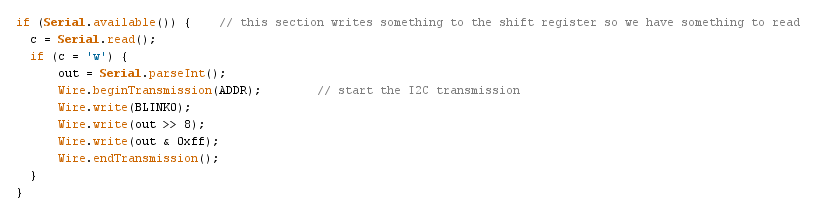 if (Serial.available()) {    // this section writes something to the shift register so we have something to read
  c = Serial.read();
  if (c = 'w') {
      out = Serial.parseInt();
      Wire.beginTransmission(ADDR);        // start the I2C transmission
      Wire.write(BLINK0);
      Wire.write(out >> 8);
      Wire.write(out & 0xff);
      Wire.endTransmission();
  }
}